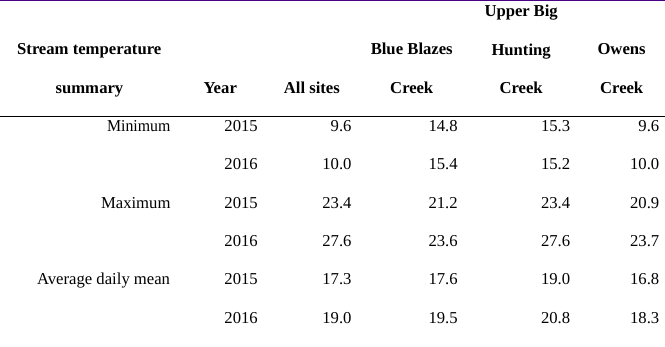 Upper Big
Stream temperature Blue Blazes Hunting Owens
summary Year All sites Creek Creek Creek
Minimum 2015 9.6 14.8 15.3 9.6
2016 10.0 15.4 15.2 10.0
Maximum 2015 23.4 21.2 23.4 20.9
2016 27.6 23.6 27.6 23.7
Average daily mean 2015 17.3 17.6 19.0 16.8
2016 19.0 19.5 20.8 18.3